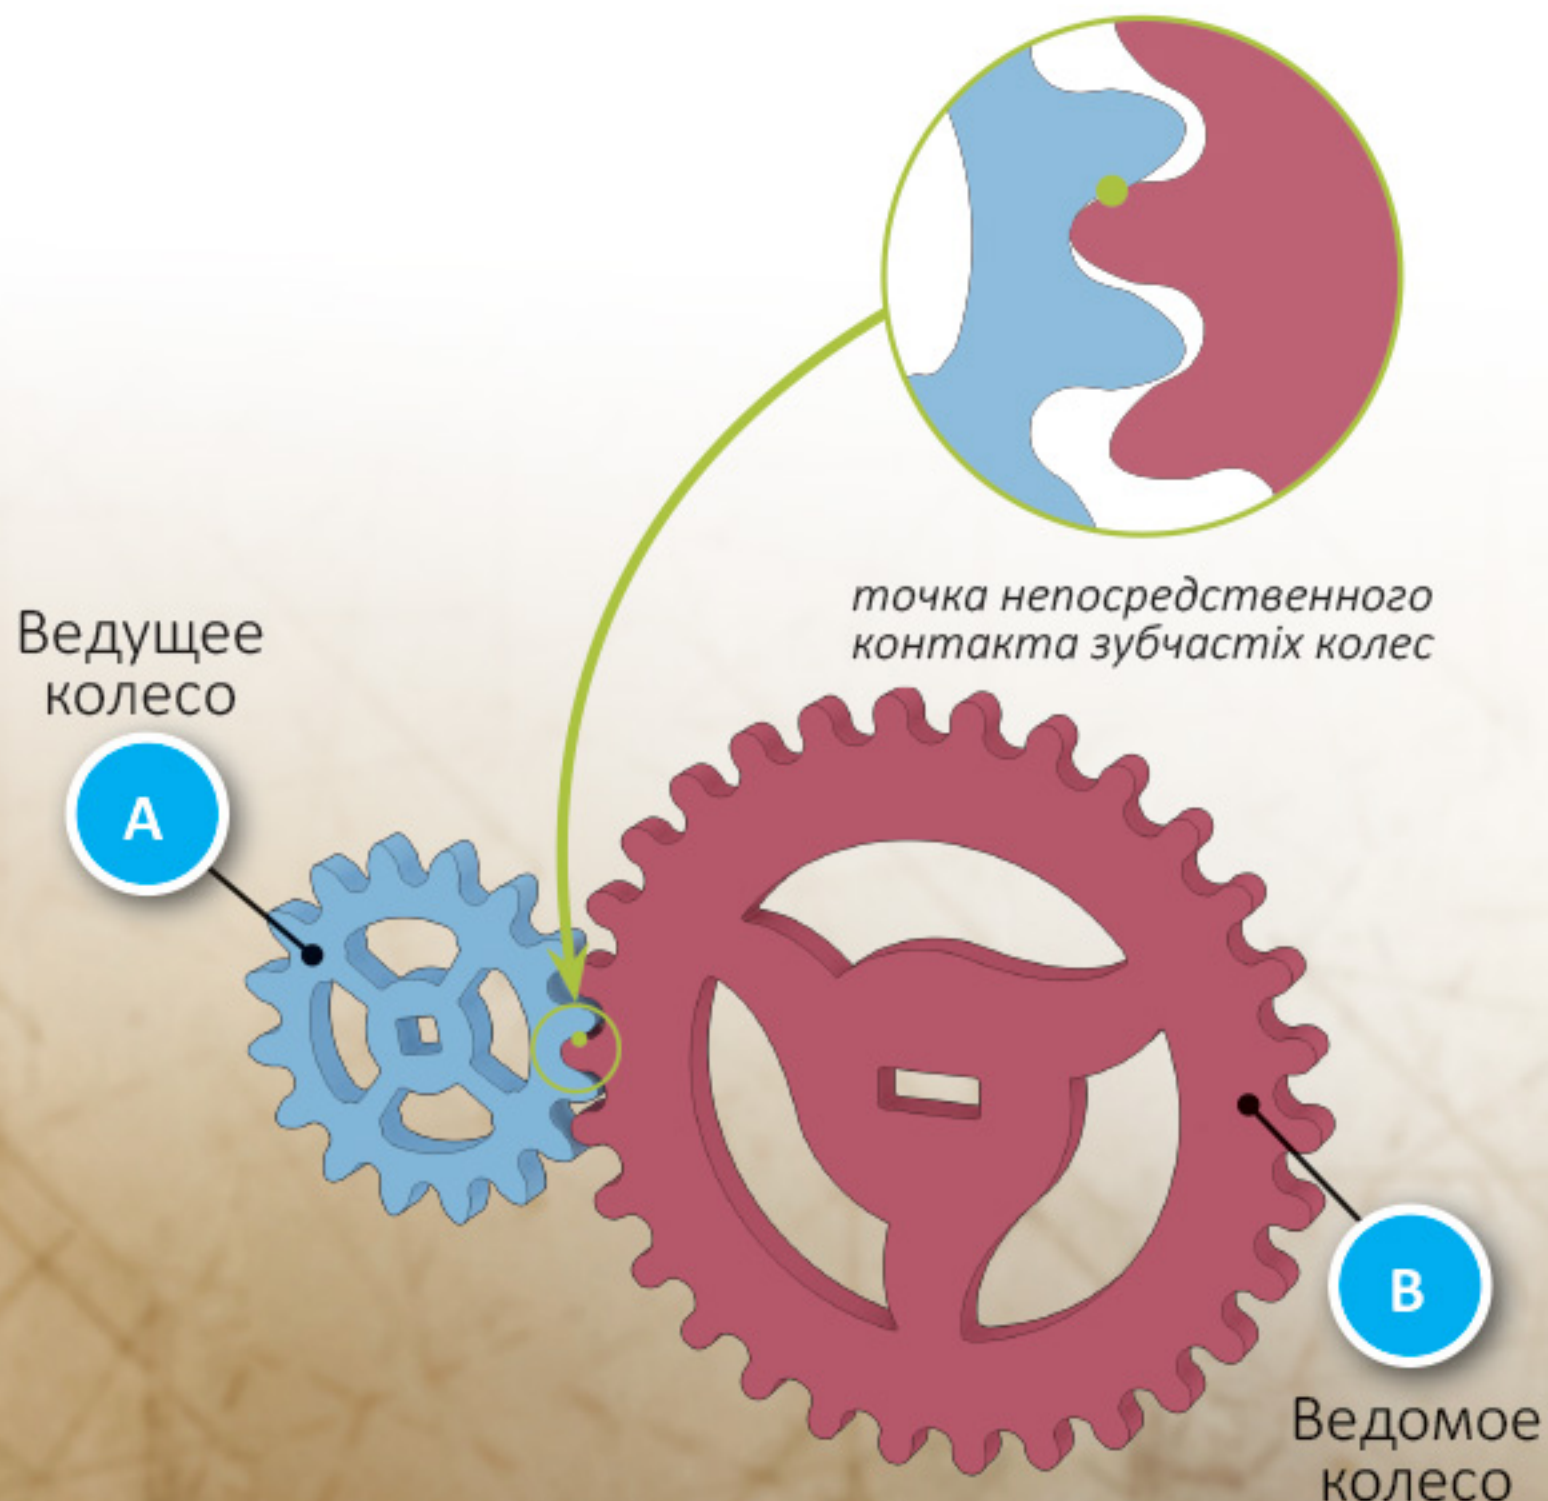 точка непосредственного
контакта зубчастіх колес
Ведущее
колесо
A
B
Ведомое
колесо